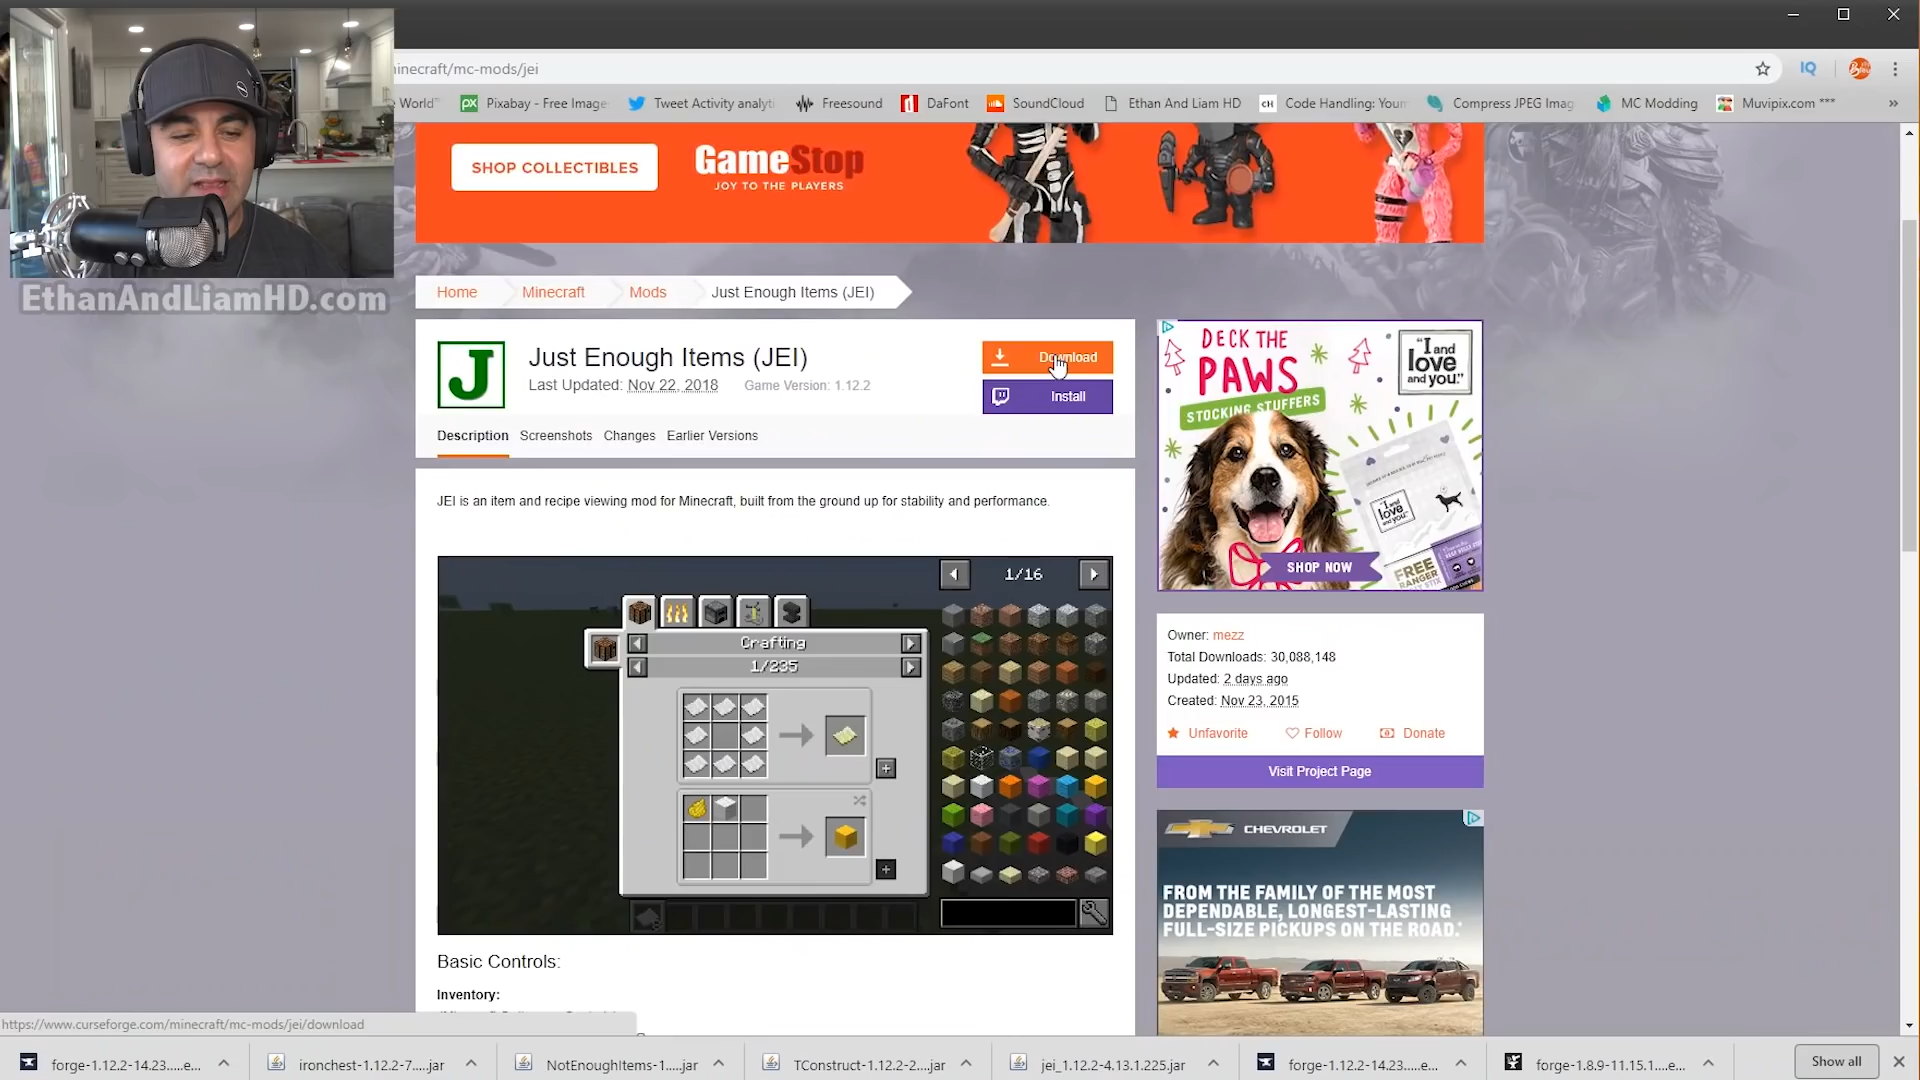 inecraft/mc-mods/jei
IQ
World"
Pixabay - Free Image
Tweet Activity analyti
Freesound
DaFont
SoundCloud
Ethan And Liam HD
CH
Code Handling: Your
Compress JPEG Imag
MC Modding
Muvipix.com ***
»
EthanAndLiamHD.com
SHOP COLLECTIBLES
GameStop
JOY TO THE PLAYERS
Home
Minecraft
Mods
Just Enough Items (JEI)
J
Just Enough Items (JEI)
Last Updated: Nov 22, 2018
Game Version: 1.12.2
Download
Install
Description
Screenshots
Changes
Earlier Versions
JEI is an item and recipe viewing mod for Minecraft, built from the ground up for stability and performance.
1/16
Crafting
1/235
Basic Controls:
Inventory:
DECK THE
PAWS
STOCKING STUFFERS
"I and
love
and you."
"I and
love
and you."
FREE
RANGER
SHOP NOW
Owner: mezz
Total Downloads: 30,088,148
Updated: 2 days ago
Created: Nov 23, 2015
Unfavorite
Follow
Donate
Visit Project Page
CHEVROLET
FROM THE FAMILY OF THE MOST
DEPENDABLE, LONGEST-LASTING
FULL-SIZE PICKUPS ON THE ROAD.*
https://www.curseforge.com/minecraft/mc-mods/jei/download
forge-1.12.2-14.23.....e...
ironchest-1.12.2-7.....jar
NotEnoughItems-1.....jar
TConstruct-1.12.2-2....jar
jei_1.12.2-4.13.1.225.jar
forge-1.12.2-14.23.....e...
forge-1.8.9-11.15.1....e...
Show all